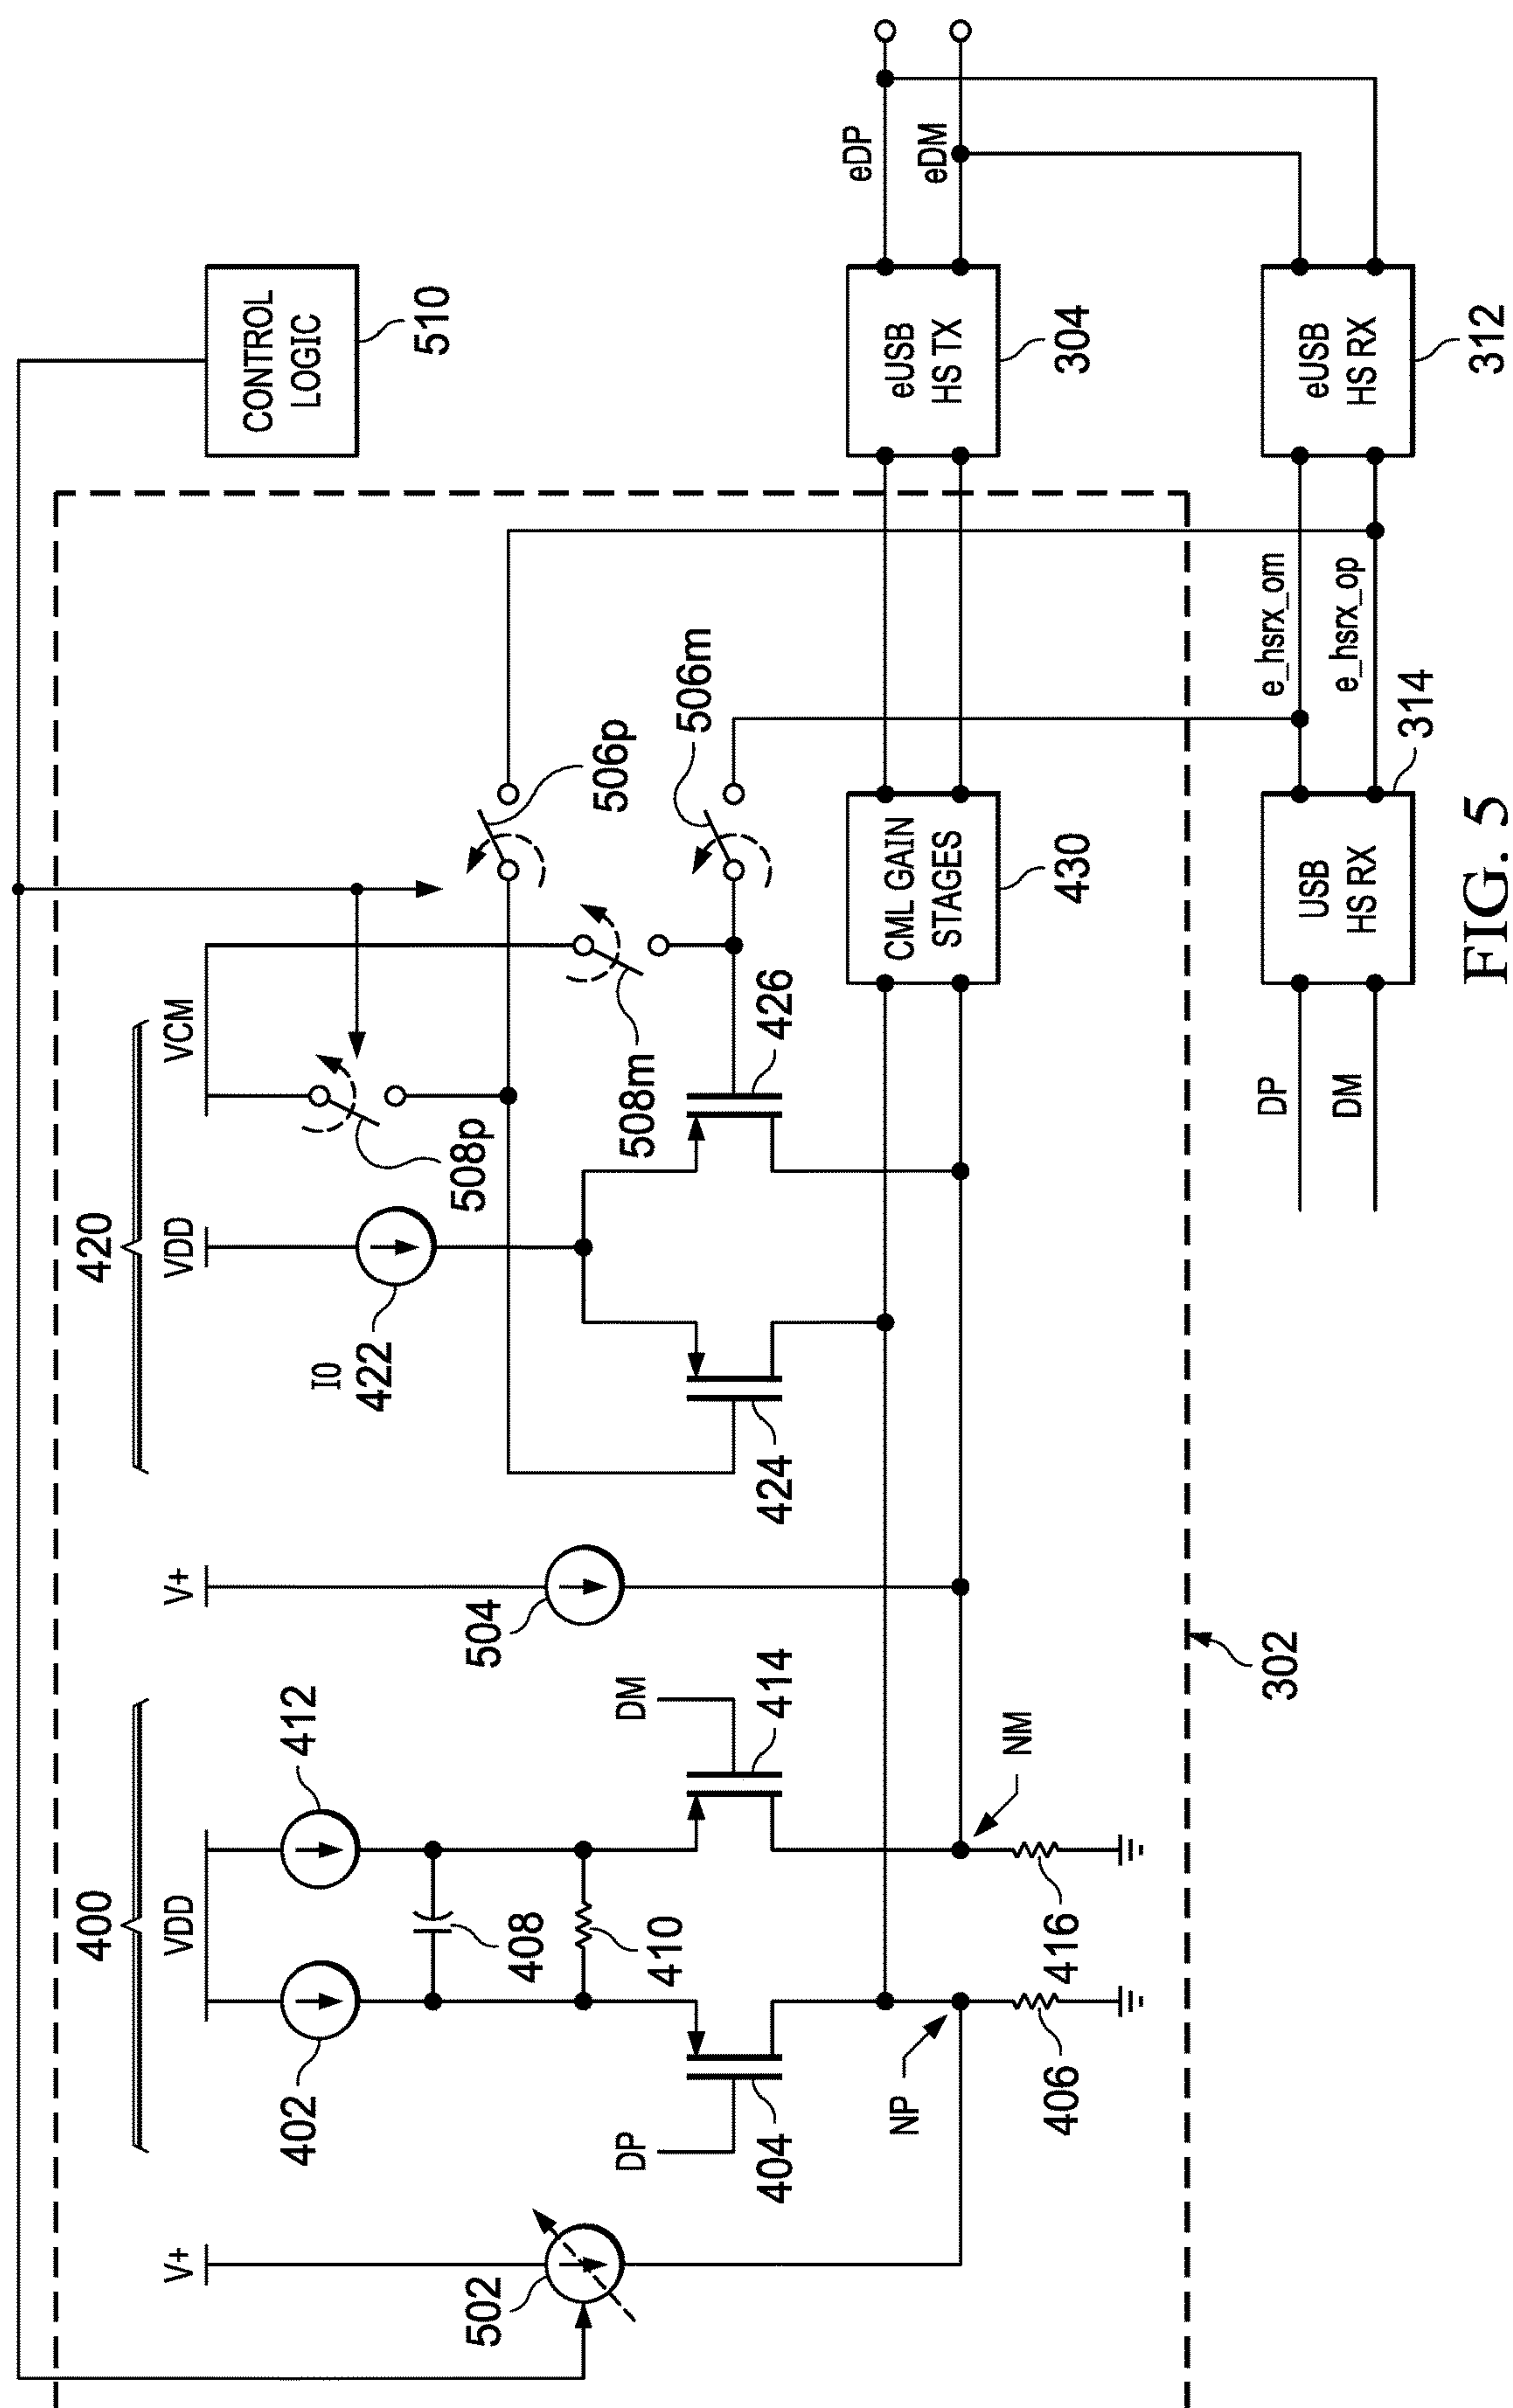 400
420
V+
VDD
V+
VDD
VCM
CONTROL
LOGIC
510
402
412
I0
422
508p
408
502
410
504
508m
506p
506m
DP
DM
404
414
424
426
CML GAIN
STAGES
430
eUSB
HS TX
304
eDP
eDM
NP
NM
406
416
302
DP
DM
USB
HS RX
314
e_hsrx_om
e_hsrx_op
eUSB
HS RX
312
FIG. 5